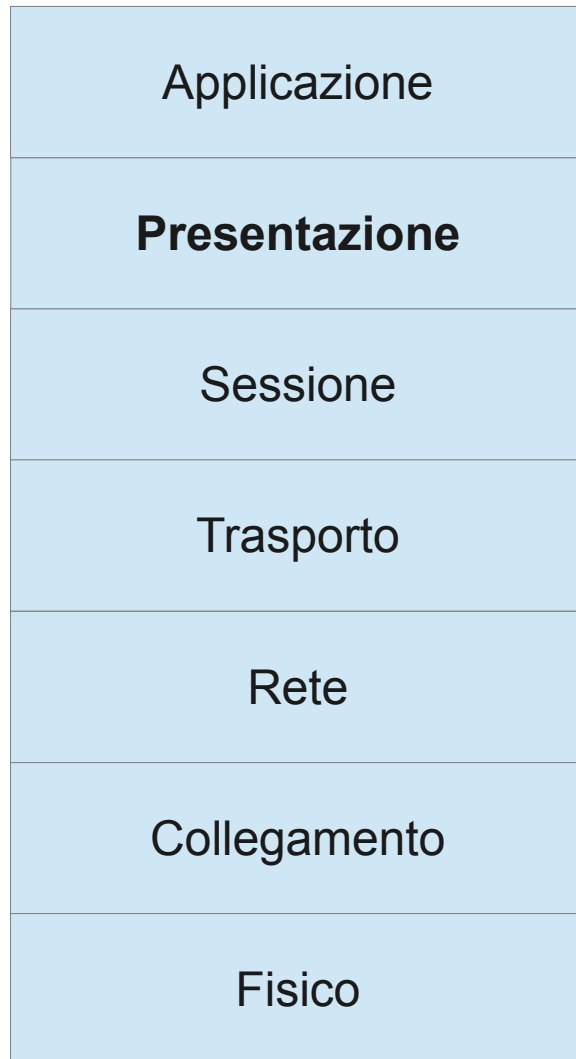 Applicazione
Presentazione
Sessione
Trasporto
Rete
Collegamento
Fisico